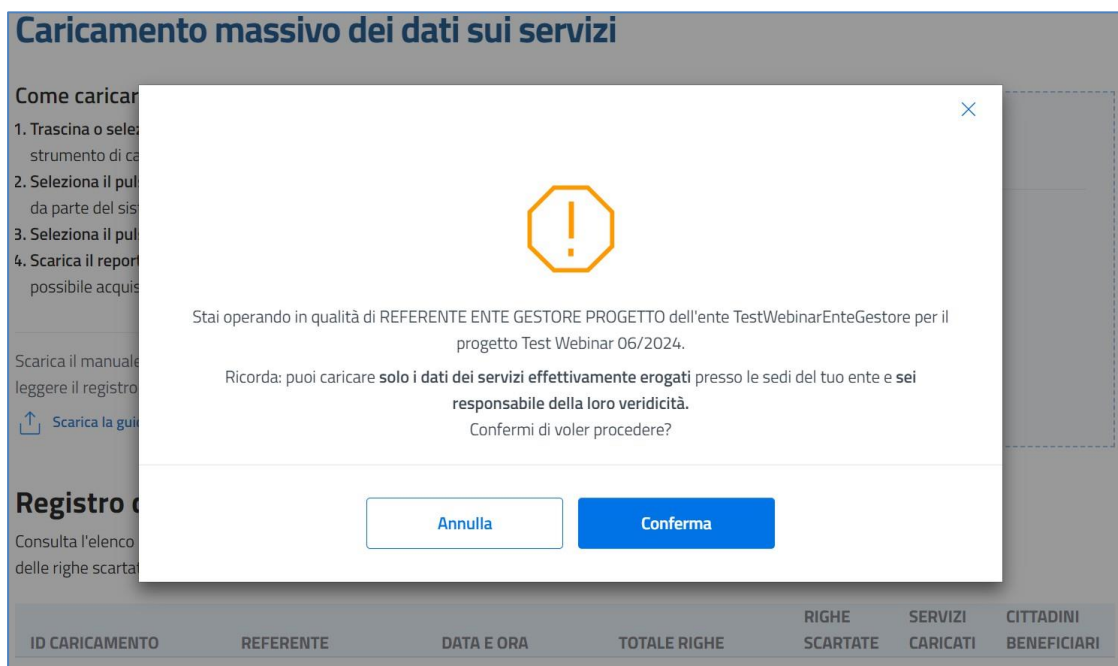 Caricamento massivo dei dati sui servizi
Come caricar
1. Trascina o selez
strumento di ca
2. Seleziona il pul
da parte del sis
3. Seleziona il pul
4. Scarica il report
possibile acquis
Scarica il manuale
leggere il registro
Scarica la gui
Stai operando in qualità di REFERENTE ENTE GESTORE PROGETTO dell'ente TestWebinarEnteGestore per il
progetto Test Webinar 06/2024.
Ricorda: puoi caricare solo i dati dei servizi effettivamente erogati presso le sedi del tuo ente e sei
responsabile della loro veridicità.
Confermi di voler procedere?
Annulla Conferma
Registro
Consulta l'elenco
delle righe scartat
RIGHE SERVIZI CITTADINI
ID CARICAMENTO REFERENTE DATA E ORA TOTALE RIGHE SCARTATE CARICATI BENEFICIARI